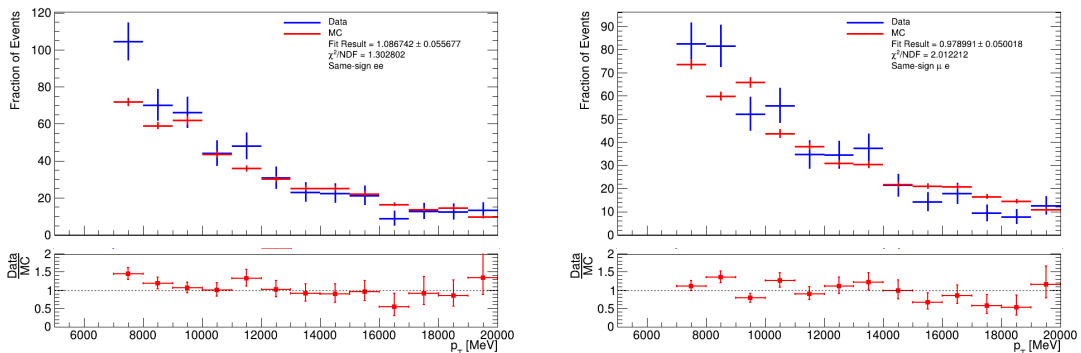 Fraction of Events
120
100
80
60
40
20
0
Data
MC
Fit Result = 1.086742 ± 0.055677
χ²/NDF = 1.302802
Same-sign ee
Data
MC
2
1.5
1
0.5
0
6000 8000 10000 12000 14000 16000 18000 20000
p_T [MeV]
Fraction of Events
90
80
70
60
50
40
30
20
10
0
Data
MC
Fit Result = 0.978991 ± 0.050018
χ²/NDF = 2.012212
Same-sign μ e
Data
MC
2
1.5
1
0.5
0
6000 8000 10000 12000 14000 16000 18000 20000
p_T [MeV]